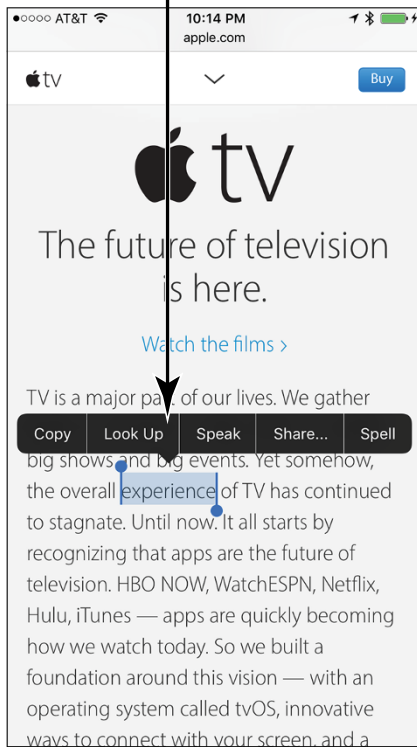 AT&T 10:14 PM
apple.com
tv Buy
tv
The future of television
is here.
Watch the films >
TV is a major part of our lives. We gather
Copy Look Up Speak Share... Spell
big shows and big events. Yet somehow,
the overall experience of TV has continued
to stagnate. Until now. It all starts by
recognizing that apps are the future of
television. HBO NOW, WatchESPN, Netflix,
Hulu, iTunes — apps are quickly becoming
how we watch today. So we built a
foundation around this vision — with an
operating system called tvOS, innovative
ways to connect with your screen, and a